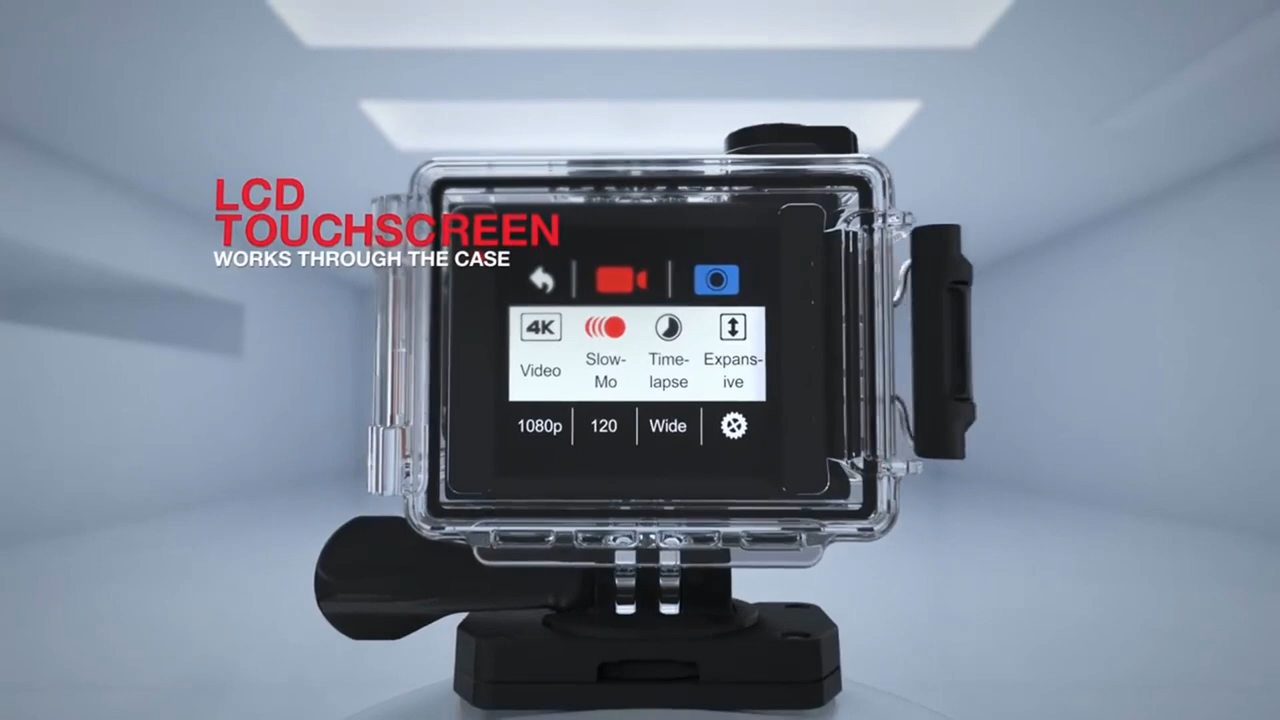 LCD
TOUCHSCREEN
WORKS THROUGH THE CASE
4K
Video Slow- Time- Expans-
Mo lapse ive
1080p 120 Wide